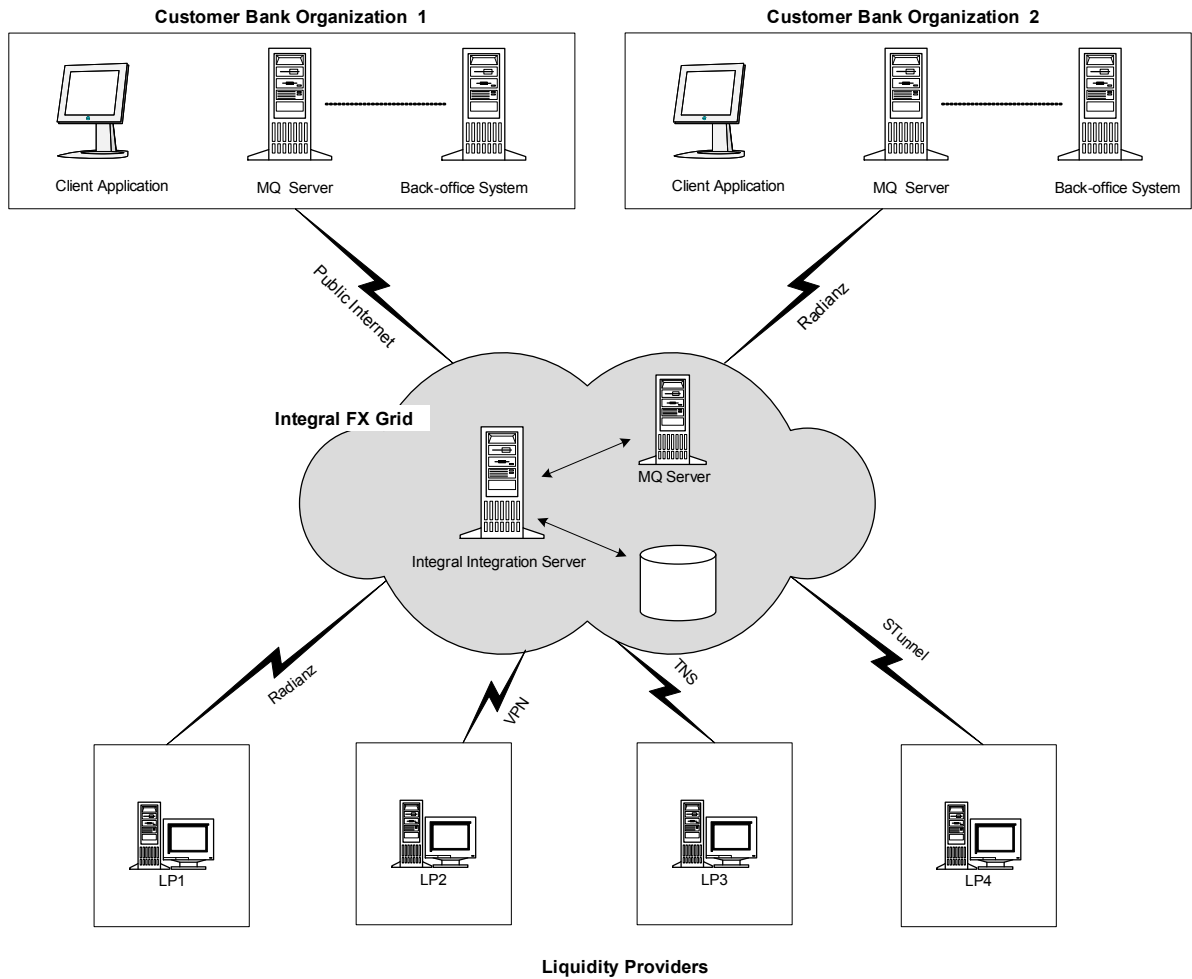 Customer Bank Organization 1
Customer Bank Organization 2
Client Application
MQ Server
Back-office System
Client Application
MQ Server
Back-office System
Public Internet
Radianz
Integral FX Grid
MQ Server
Integral Integration Server
Radianz
VPN
TNS
STunnel
LP1
LP2
LP3
LP4
Liquidity Providers